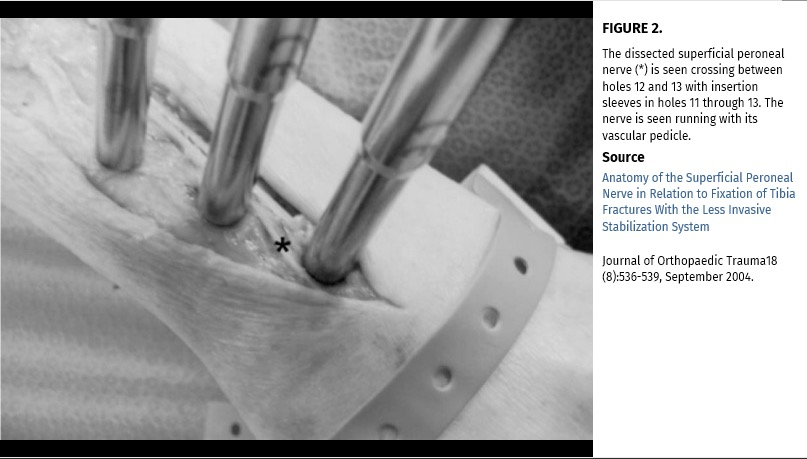 FIGURE 2.
The dissected superficial peroneal
nerve (*) is seen crossing between
holes 12 and 13 with insertion
sleeves in holes 11 through 13. The
nerve is seen running with its
vascular pedicle.
Source
Anatomy of the Superficial Peroneal
Nerve in Relation to Fixation of Tibia
Fractures With the Less Invasive
Stabilization System
Journal of Orthopaedic Trauma18
(8):536-539, September 2004.
*